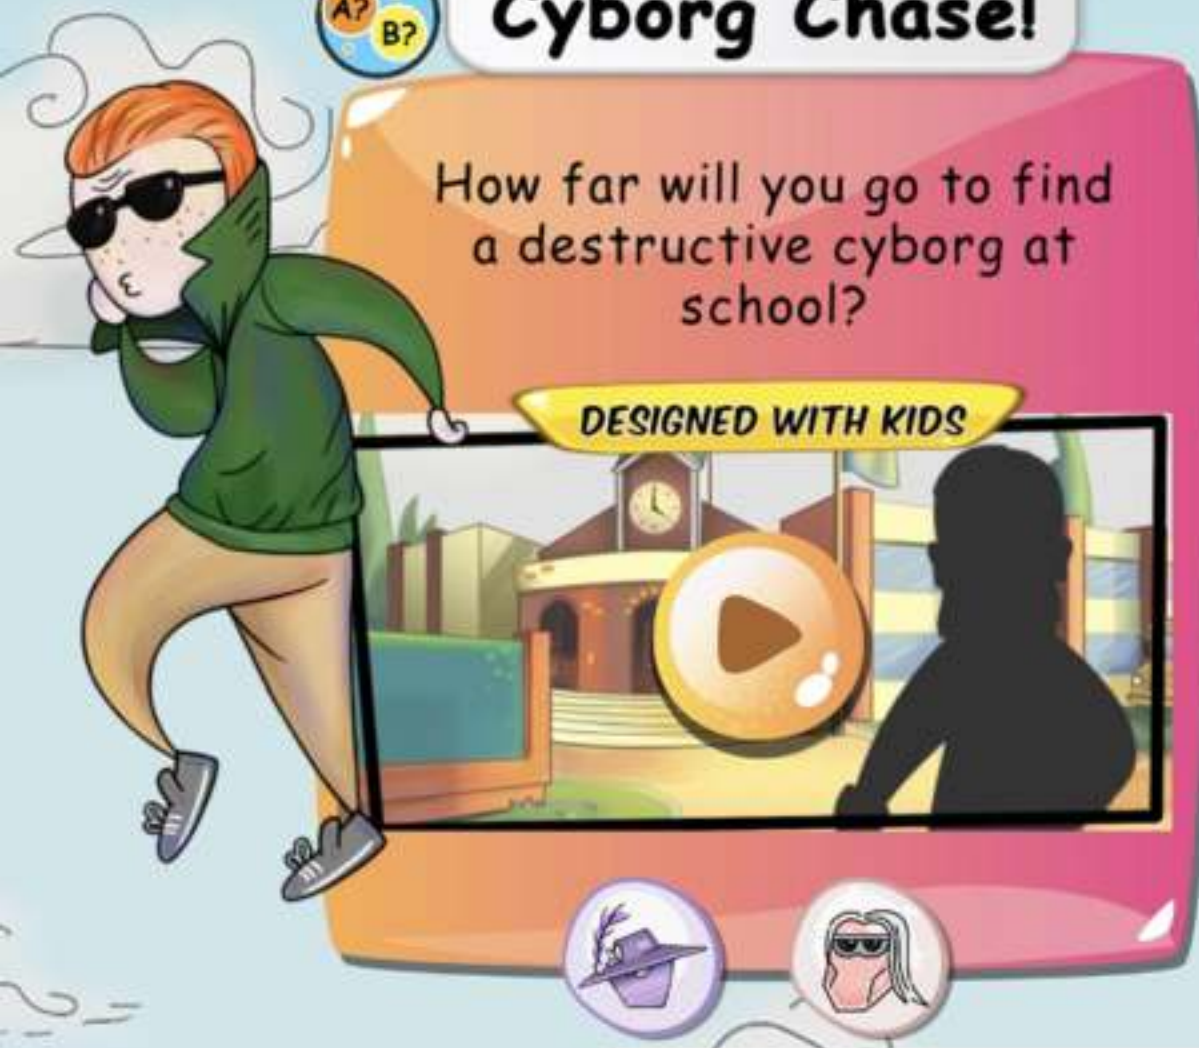 A?
B?
Cyborg Chase!
How far will you go to find
a destructive cyborg at
school?
DESIGNED WITH KIDS